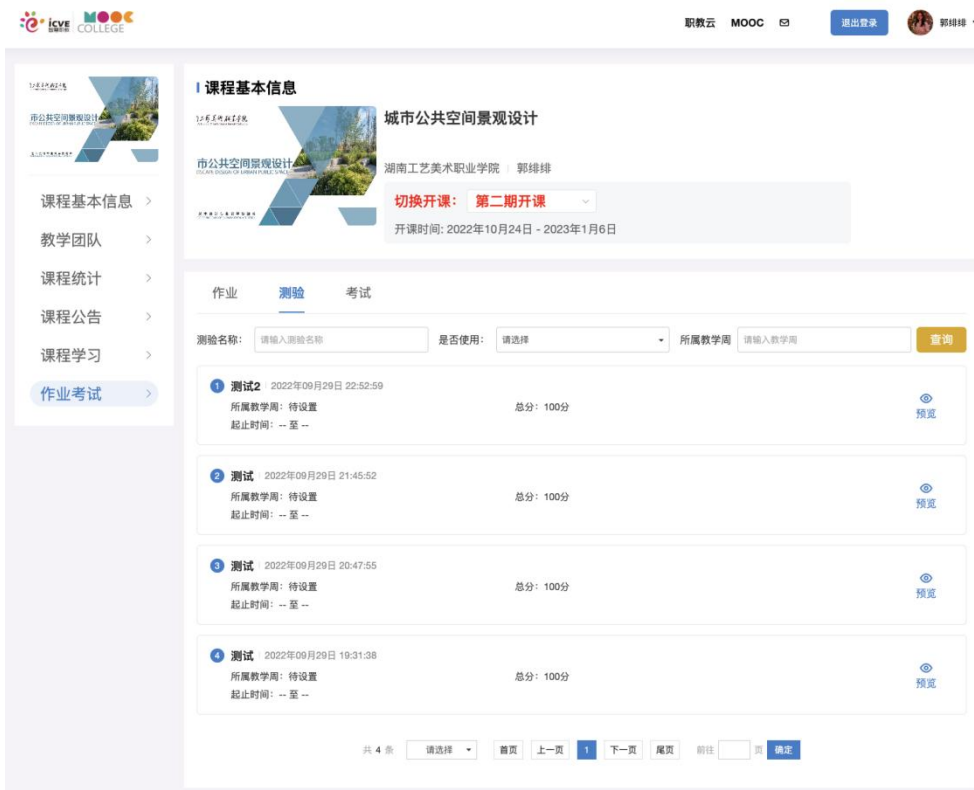 icve MOOC COLLEGE
职教云 MOOC 退出登录 郭绯绯
市公共空间景观设计
课程基本信息
教学团队
课程统计
课程公告
课程学习
作业考试
课程基本信息
市公共空间景观设计
城市公共空间景观设计
湖南工艺美术职业学院 郭绯绯
切换开课: 第二期开课
开课时间: 2022年10月24日 - 2023年1月6日
作业 测验 考试
测验名称: 请输入测验名称 是否使用: 请选择 所属教学周 请输入教学周 查询
1 测试2 2022年09月29日 22:52:59
所属教学周: 待设置 总分: 100分
起止时间: -- 至 --
预览
2 测试 2022年09月29日 21:45:52
所属教学周: 待设置 总分: 100分
起止时间: -- 至 --
预览
3 测试 2022年09月29日 20:47:55
所属教学周: 待设置 总分: 100分
起止时间: -- 至 --
预览
4 测试 2022年09月29日 19:31:38
所属教学周: 待设置 总分: 100分
起止时间: -- 至 --
预览
共 4 条 请选择 首页 上一页 1 下一页 尾页 前往 页 确定